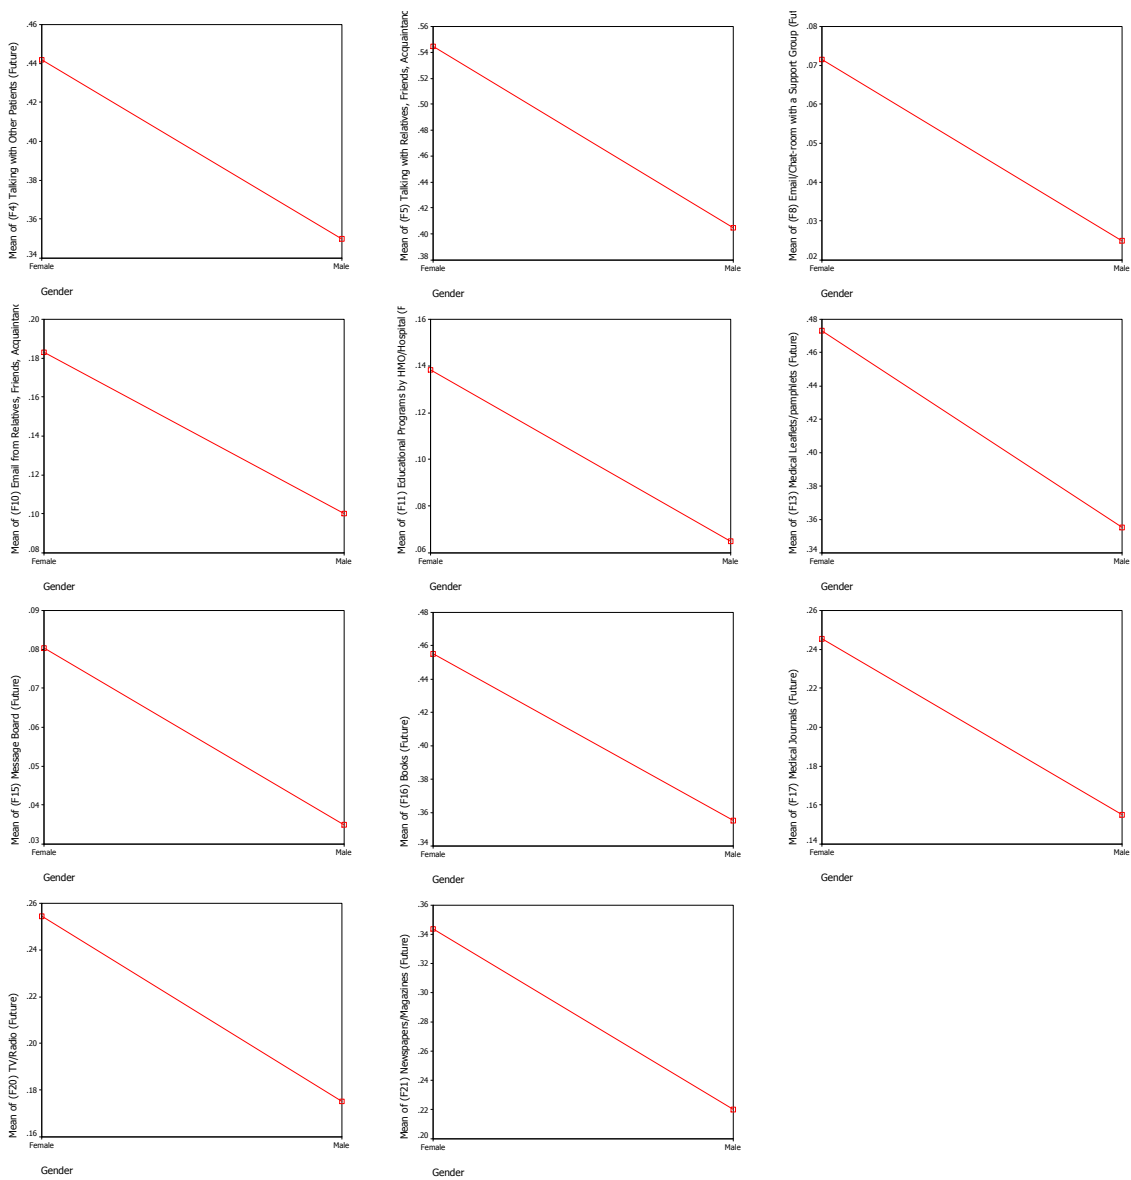 Mean of (F4) Talking with Other Patients (Future)
.46
.44
.42
.40
.38
.36
.34
Female
Male
Gender
Mean of (F5) Talking with Relatives, Friends, Acquaintanc
.56
.54
.52
.50
.48
.46
.44
.42
.40
.38
Female
Male
Gender
Mean of (F8) Email/Chat-room with a Support Group (Fut
.08
.07
.06
.05
.04
.03
.02
Female
Male
Gender
Mean of (F10) Email from Relatives, Friends, Acquaintanc
.20
.18
.16
.14
.12
.10
.08
Female
Male
Gender
Mean of (F11) Educational Programs by HMO/Hospital (F
.16
.14
.12
.10
.08
.06
Female
Male
Gender
Mean of (F13) Medical Leaflets/pamphlets (Future)
.48
.46
.44
.42
.40
.38
.36
.34
Female
Male
Gender
Mean of (F15) Message Board (Future)
.09
.08
.07
.06
.05
.04
.03
Female
Male
Gender
Mean of (F16) Books (Future)
.48
.46
.44
.42
.40
.38
.36
.34
Female
Male
Gender
Mean of (F17) Medical Journals (Future)
.26
.24
.22
.20
.18
.16
.14
Female
Male
Gender
Mean of (F20) TV/Radio (Future)
.26
.24
.22
.20
.18
.16
Female
Male
Gender
Mean of (F21) Newspapers/Magazines (Future)
.36
.34
.32
.30
.28
.26
.24
.22
.20
Female
Male
Gender